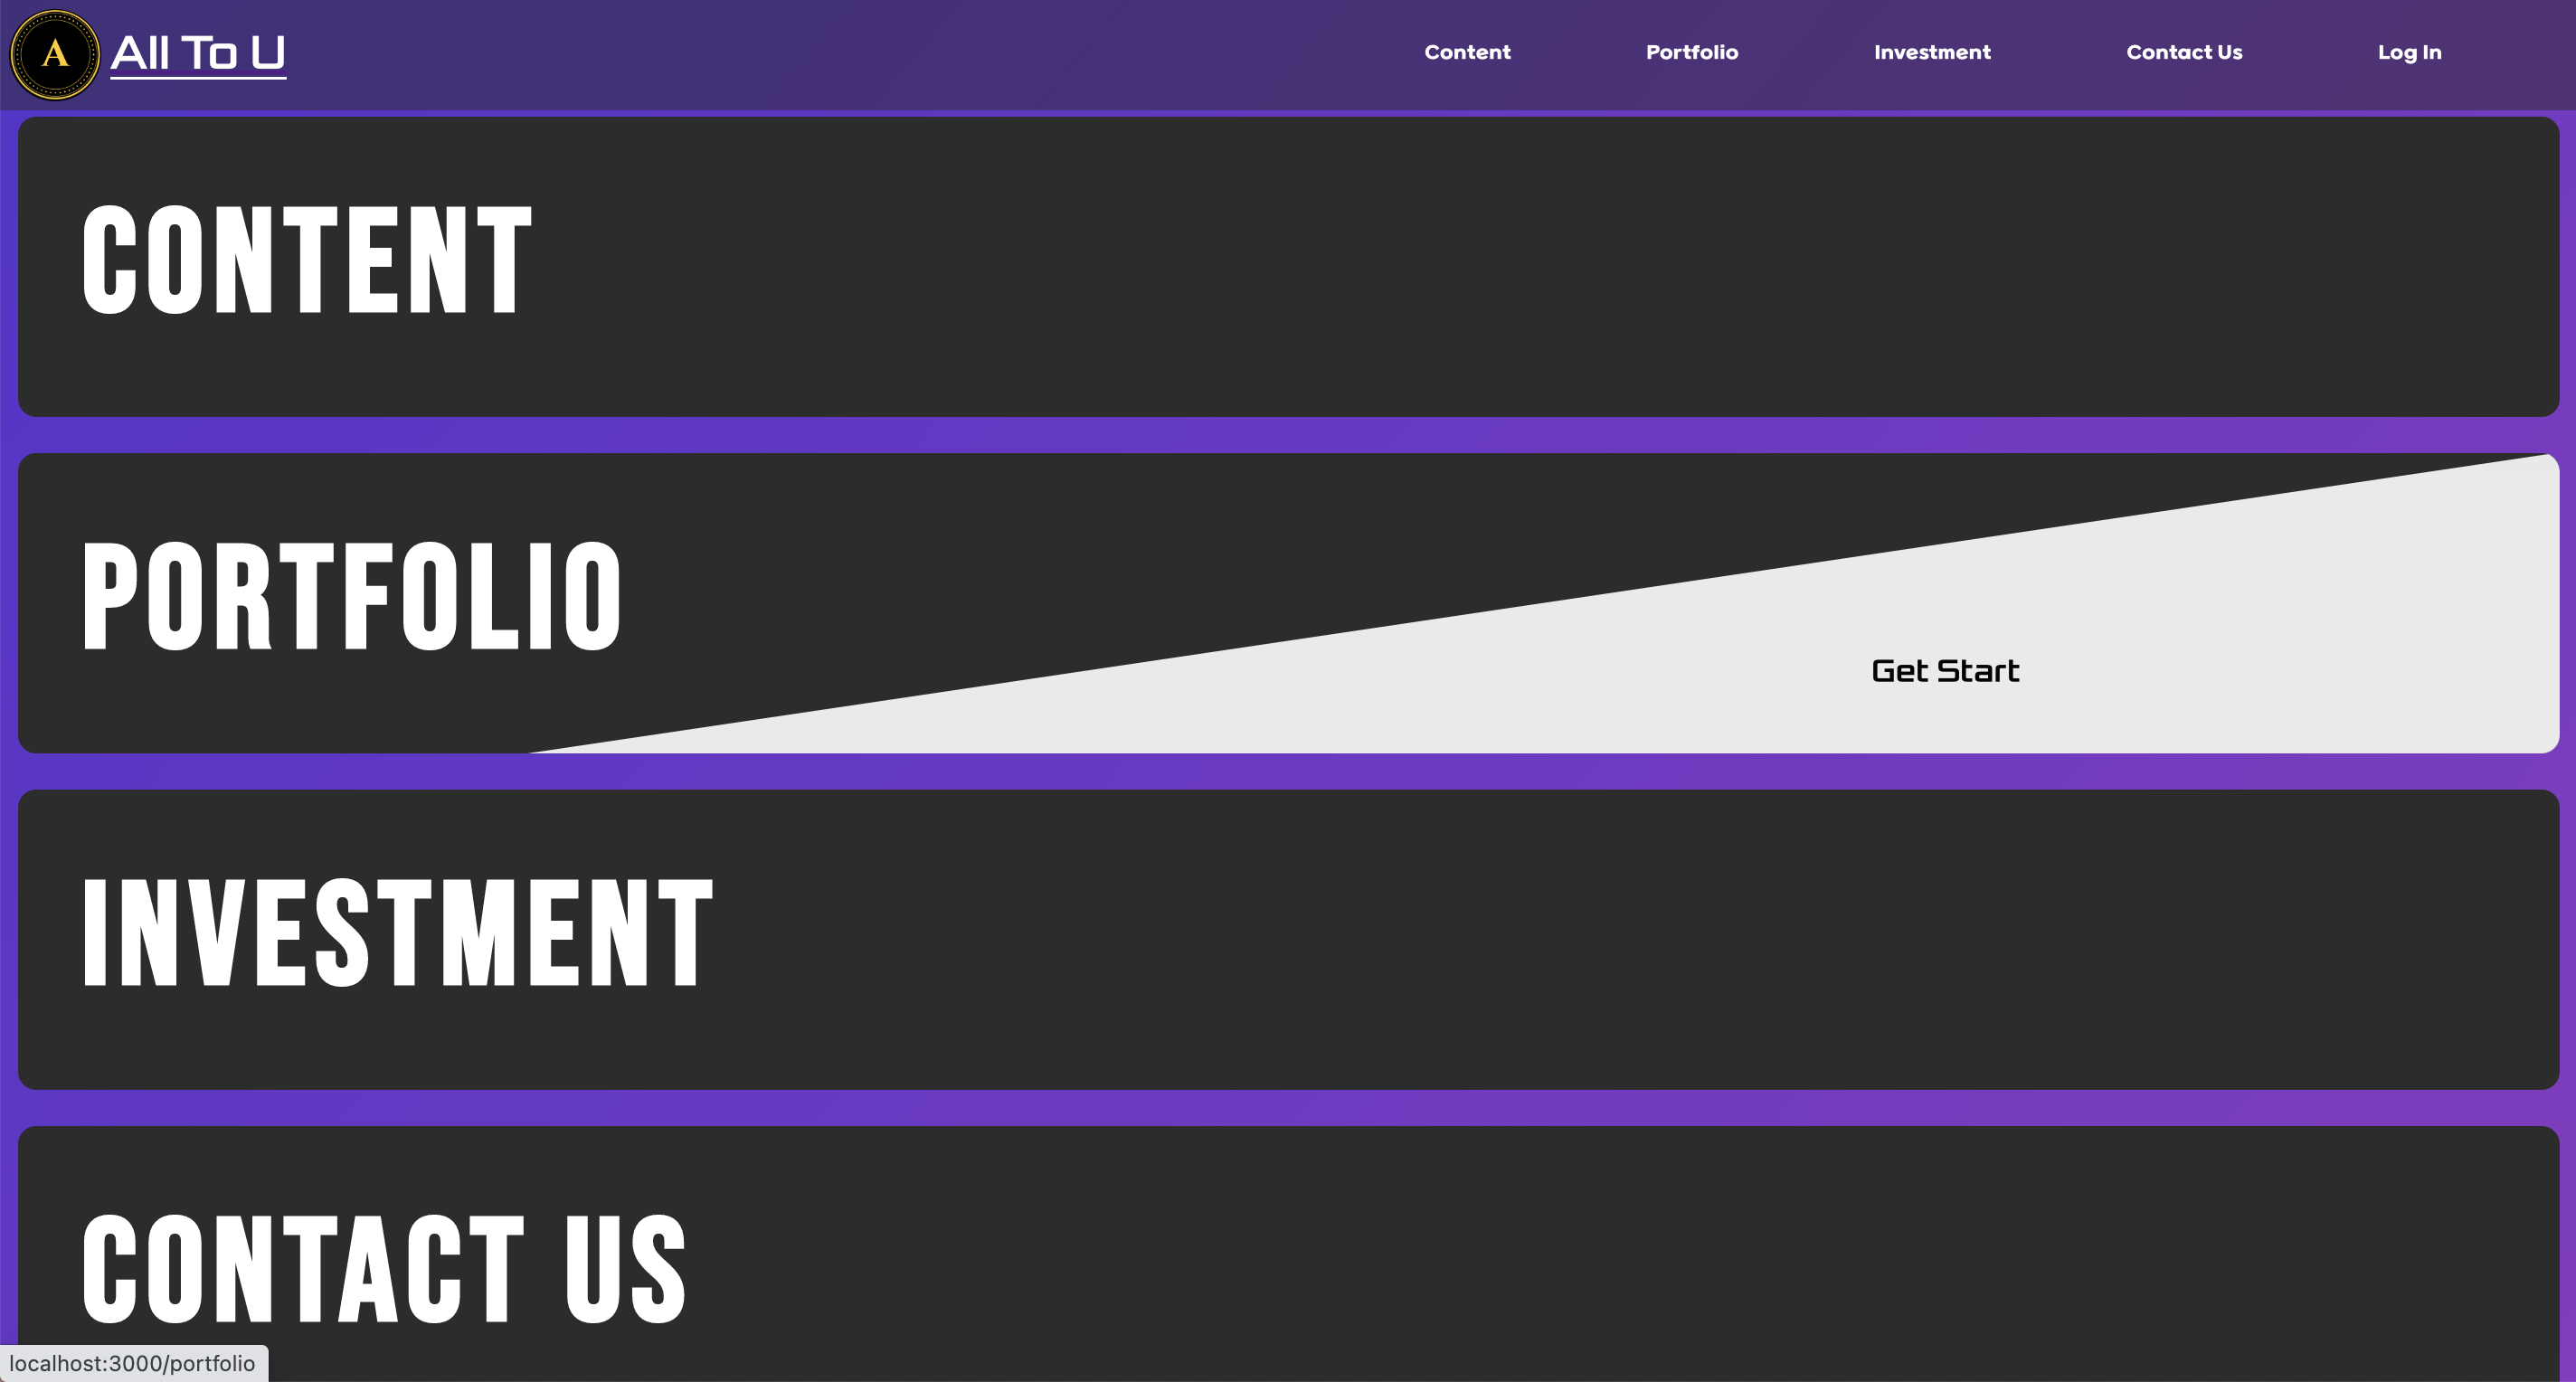 A
All To U
Content Portfolio Investment Contact Us Log In
CONTENT
PORTFOLIO
Get Start
INVESTMENT
CONTACT US
localhost:3000/portfolio